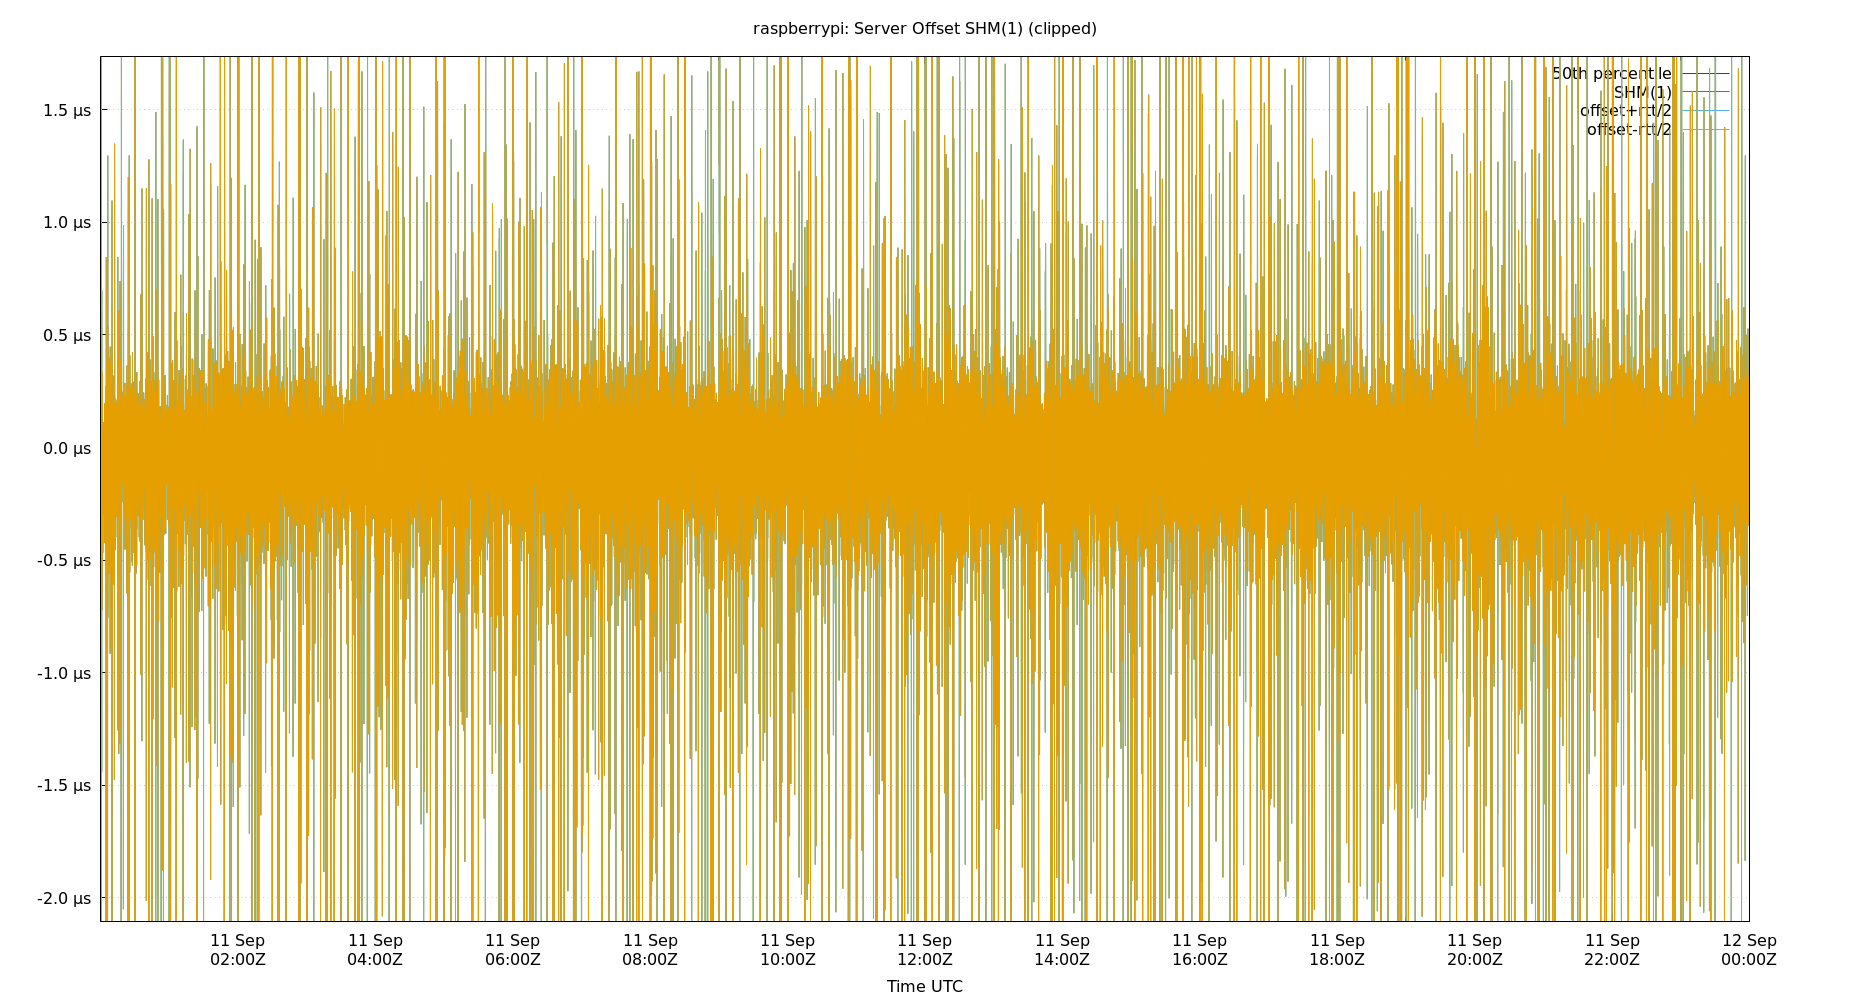 raspberrypi: Server Offset SHM(1) (clipped)
50th percentile
SHM(1)
offset+rtt/2
offset-rtt/2
1.5 µs
1.0 µs
0.5 µs
0.0 µs
-0.5 µs
-1.0 µs
-1.5 µs
-2.0 µs
11 Sep 11 Sep 11 Sep 11 Sep 11 Sep 11 Sep 11 Sep 11 Sep 11 Sep 11 Sep 11 Sep 12 Sep
02:00Z 04:00Z 06:00Z 08:00Z 10:00Z 12:00Z 14:00Z 16:00Z 18:00Z 20:00Z 22:00Z 00:00Z
Time UTC